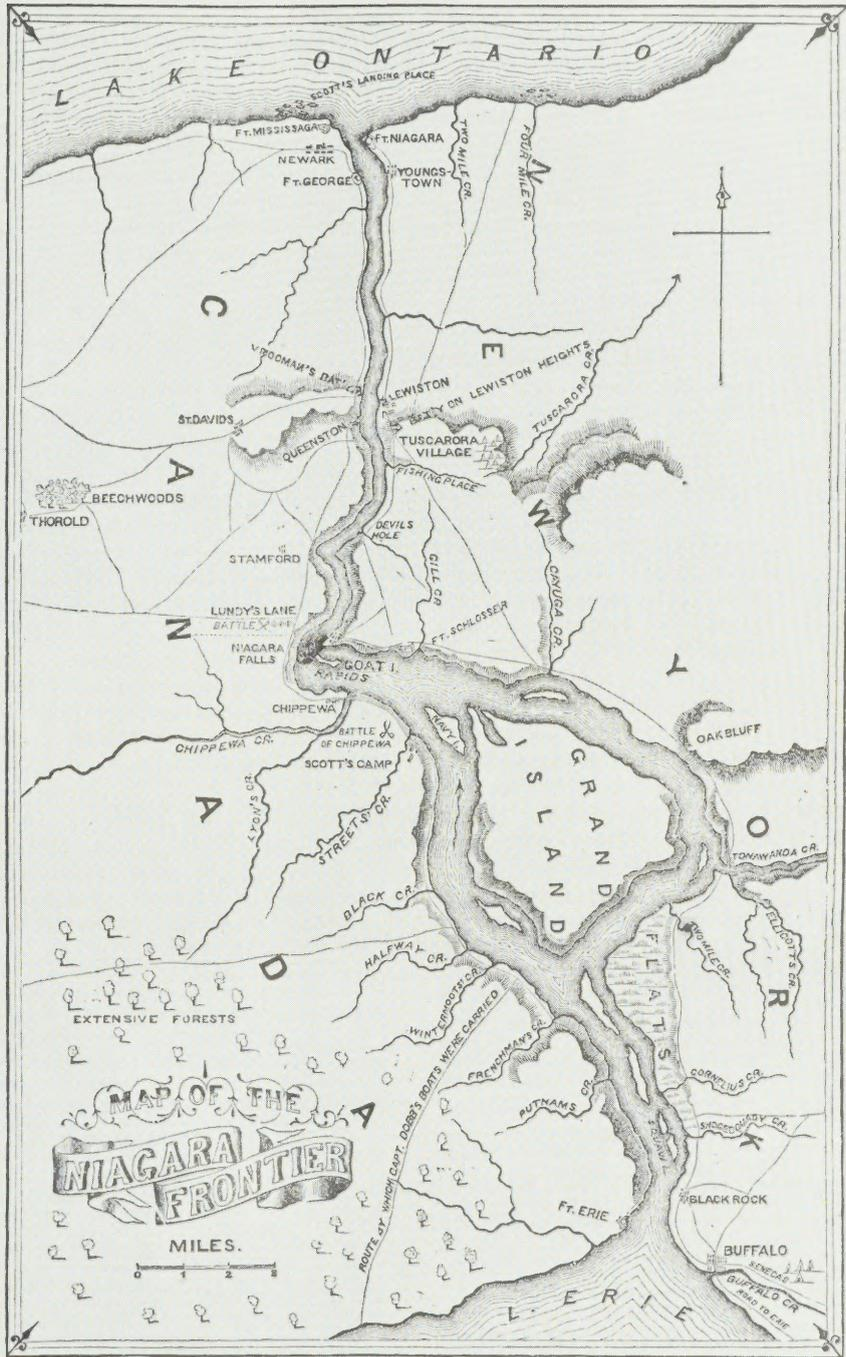 LAKE ONTARIO
SCOTT'S LANDING PLACE
FT. MISSISSAGA
FT. NIAGARA
NEWARK
YOUNGS-
TOWN
FT. GEORGE
TWO MILE CR.
FOUR MILE CR.
CANADA
NEW YORK
VROOMAN'S BAT'Y
LEWISTON
BAT'Y ON LEWISTON HEIGHTS
ST. DAVIDS
QUEENSTON
TUSCARORA
VILLAGE
TUSCARORA CR.
FISHING PLACE
BEECHWOODS
THOROLD
DEVILS
HOLE
STAMFORD
GILL CR
CAYUGA CR.
LUNDY'S LANE
BATTLE
FT. SCHLOSSER
NIAGARA
FALLS
GOAT I.
RAPIDS
CHIPPEWA
NAVY I.
OAK BLUFF
CHIPPEWA CR.
BATTLE
OF CHIPPEWA
SCOTT'S CAMP
GRAND
ISLAND
LYON'S CR.
STREETS' CR.
TONAWANDA CR.
BLACK CR.
ELLICOTT'S CR.
TWO MILE CR.
FLATS
HALFWAY CR.
WINTERMOOTS' CR.
EXTENSIVE FORESTS
FRENCHMAN'S CR.
CORNELIUS CR.
PUTNAMS CR.
ROUTE BY WHICH CAPT. DOBB'S BOATS WERE CARRIED
MAP OF THE
NIAGARA
FRONTIER
MILES.
0 1 2 3
BLACK ROCK
FT. ERIE
BUFFALO
SENECAS
BUFFALO CR
ROAD TO ERIE
L. ERIE